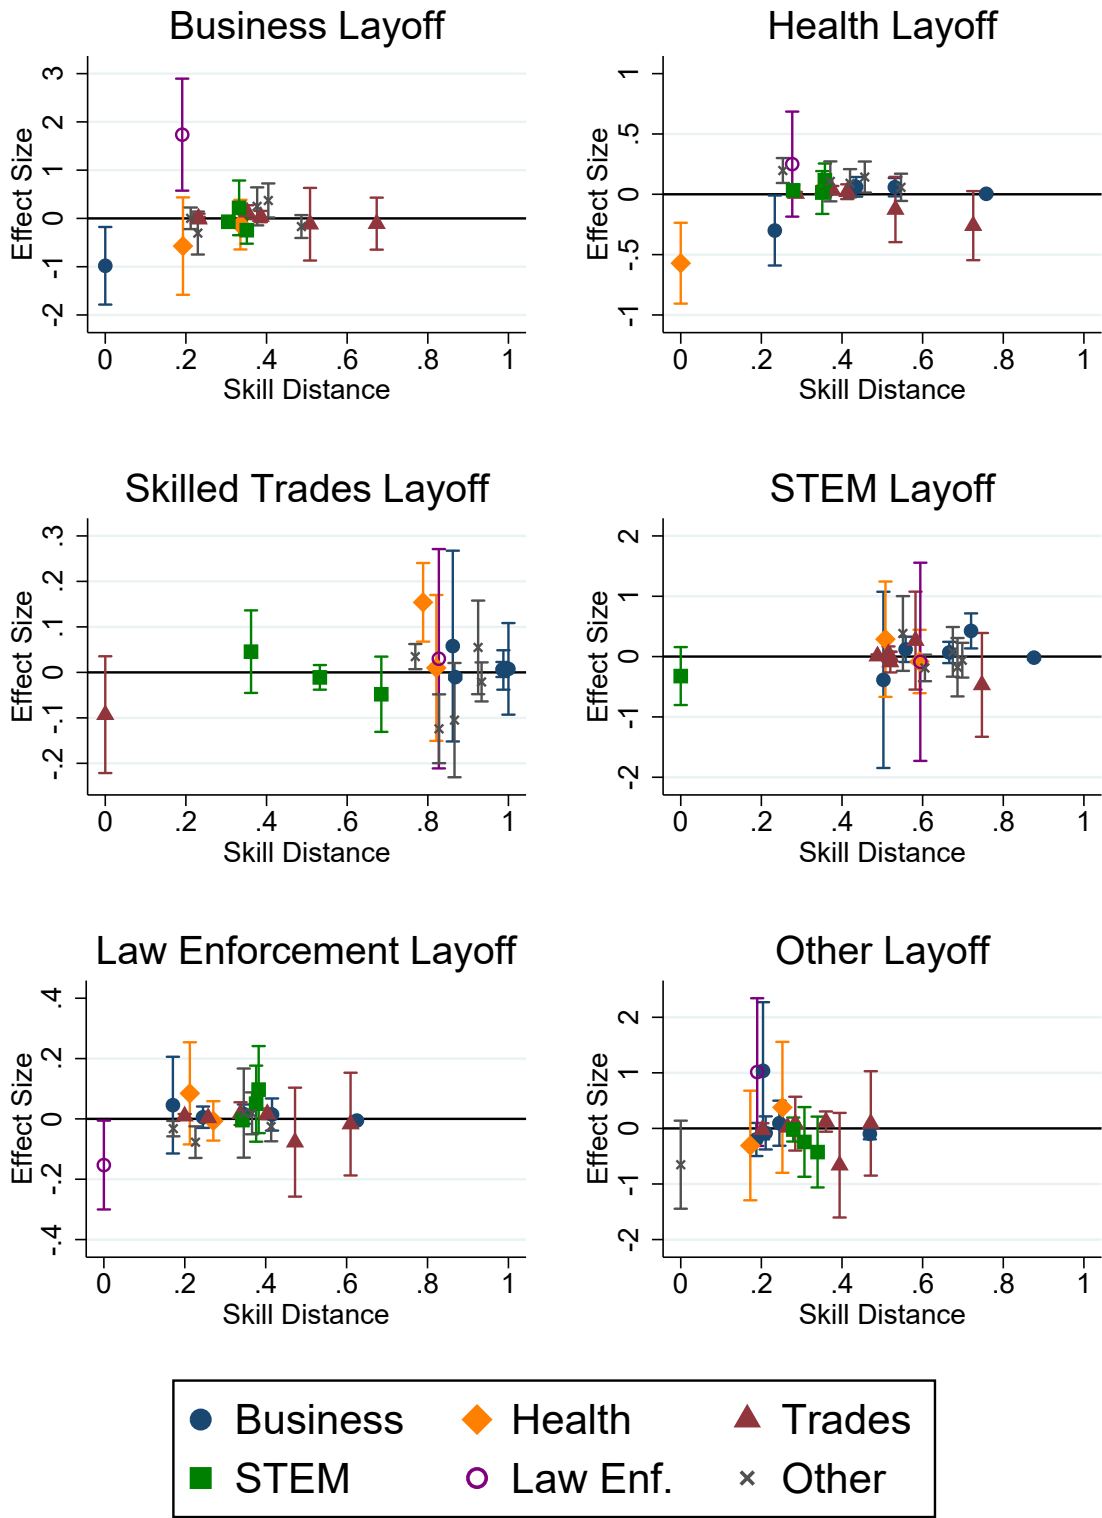 Business Layoff
Health Layoff
Effect Size
3
2
1
0
-1
-2
0 .2 .4 .6 .8 1
Skill Distance
Effect Size
1
.5
0
-.5
-1
0 .2 .4 .6 .8 1
Skill Distance
Skilled Trades Layoff
STEM Layoff
Effect Size
.3
.2
.1
0
-.1
-.2
0 .2 .4 .6 .8 1
Skill Distance
Effect Size
2
1
0
-1
-2
0 .2 .4 .6 .8 1
Skill Distance
Law Enforcement Layoff
Other Layoff
Effect Size
.4
.2
0
-.2
-.4
0 .2 .4 .6 .8 1
Skill Distance
Effect Size
2
1
0
-1
-2
0 .2 .4 .6 .8 1
Skill Distance
Business Health Trades
STEM Law Enf. Other